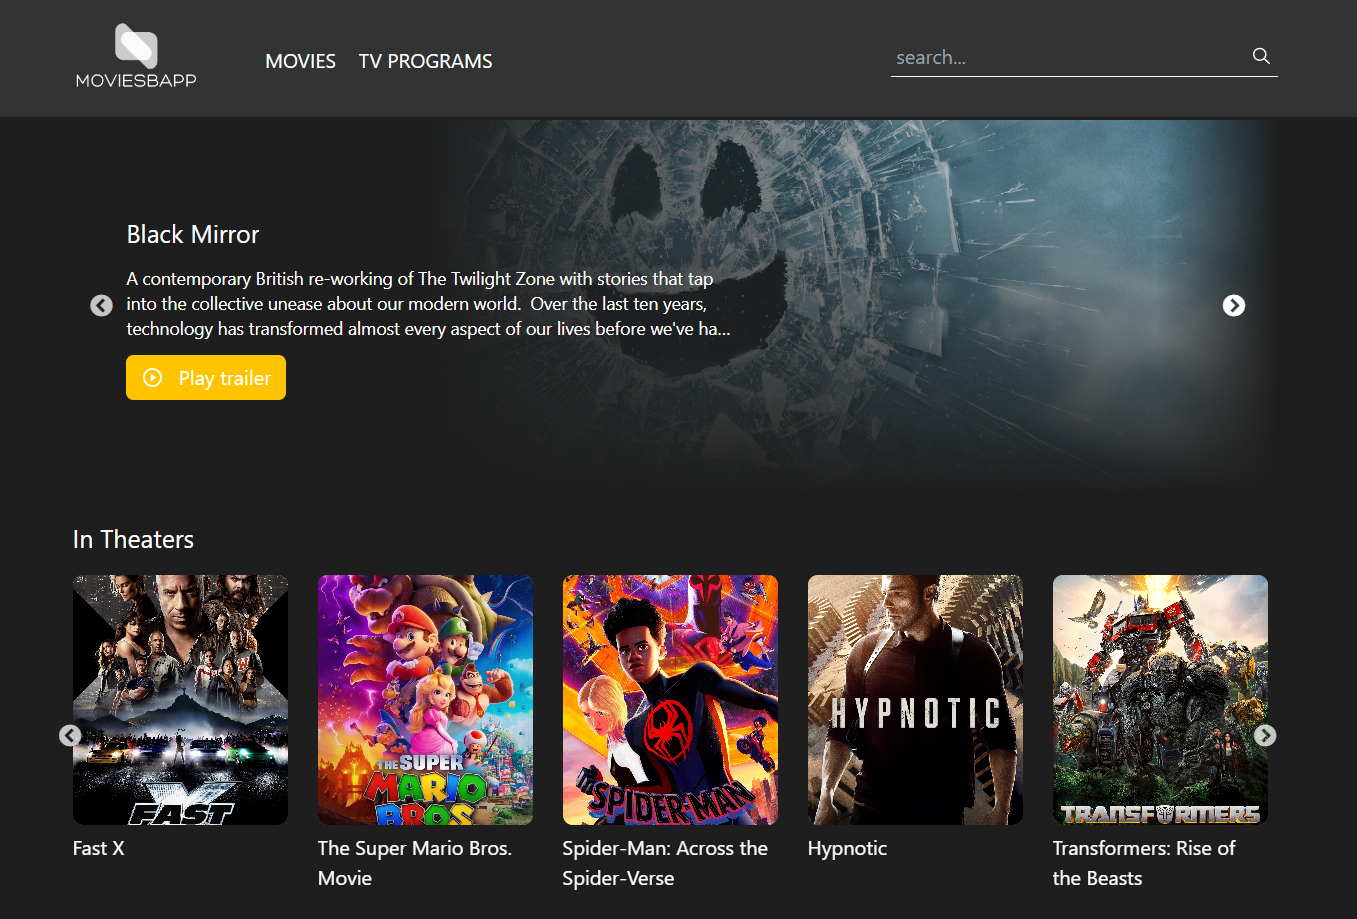 MOVIESBAPP
MOVIES TV PROGRAMS
search...
Black Mirror
A contemporary British re-working of The Twilight Zone with stories that tap
into the collective unease about our modern world.  Over the last ten years,
technology has transformed almost every aspect of our lives before we've ha...
Play trailer
In Theaters
FAST X
THE SUPER
MARIO
BROS.
SPIDER-MAN
HYPNOTIC
TRANSFORMERS
Fast X
The Super Mario Bros.
Movie
Spider-Man: Across the
Spider-Verse
Hypnotic
Transformers: Rise of
the Beasts